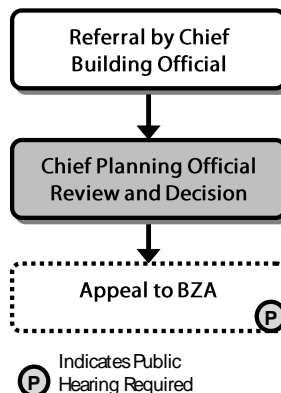 Referral by Chief
Building Official
Chief Planning Official
Review and Decision
Appeal to BZA
P
P
Indicates Public
Hearing Required